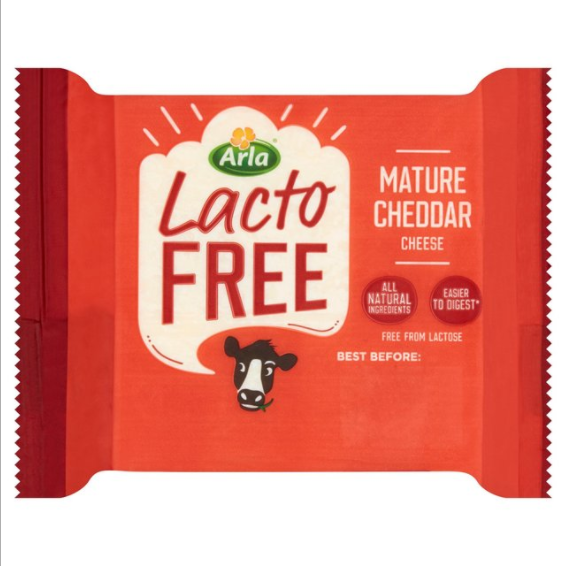 Arla
Lacto
FREE
MATURE
CHEDDAR
CHEESE
ALL
NATURAL
INGREDIENTS
EASIER
TO DIGEST*
FREE FROM LACTOSE
BEST BEFORE: